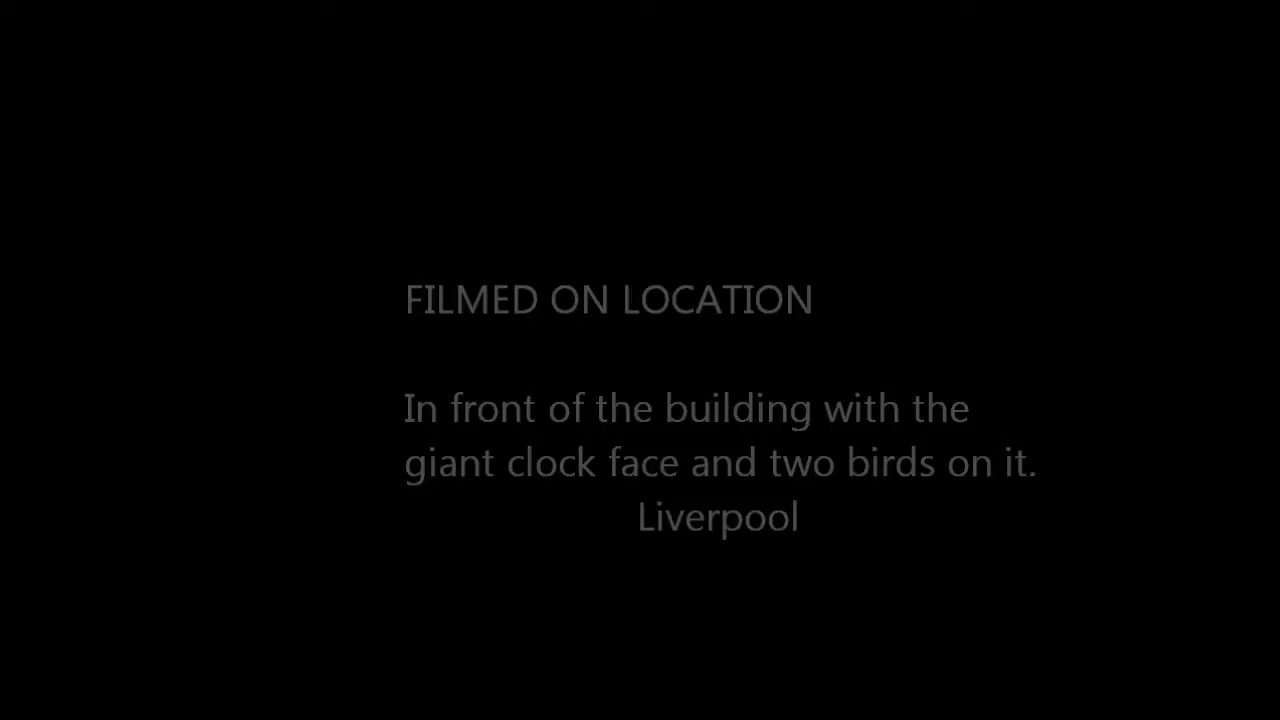 FILMED ON LOCATION
In front of the building with the
giant clock face and two birds on it.
Liverpool